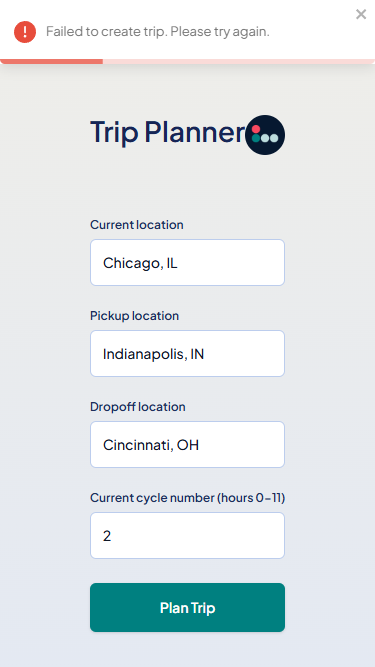 Failed to create trip. Please try again.
Trip Planner
Current location
Chicago, IL
Pickup location
Indianapolis, IN
Dropoff location
Cincinnati, OH
Current cycle number (hours 0–11)
2
Plan Trip